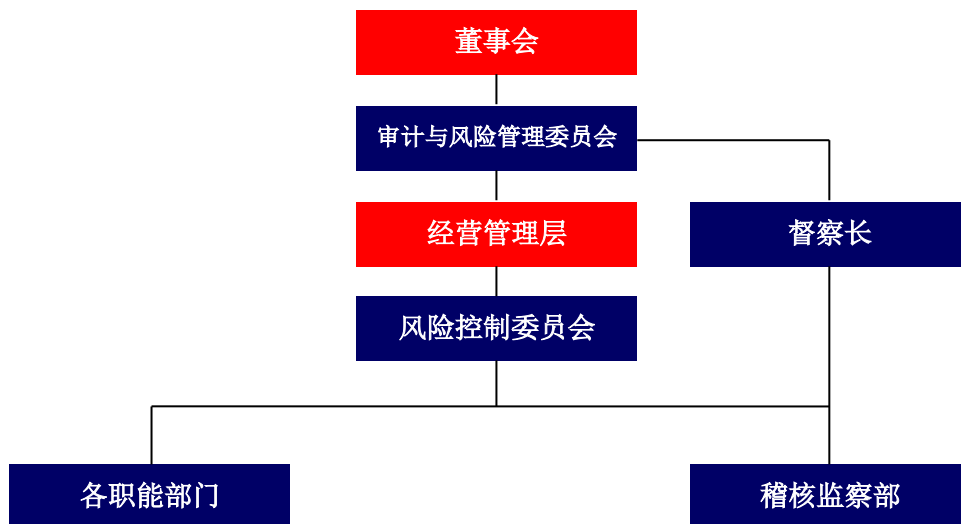 董事会
审计与风险管理委员会
经营管理层
督察长
风险控制委员会
各职能部门
稽核监察部